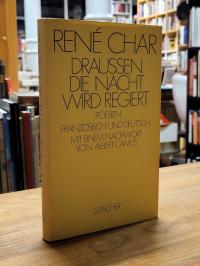 RENÉ CHAR
DRAUSSEN
DIE NACHT
WIRD REGIERT
POESIEN
FRANZÖSISCH UND DEUTSCH
MIT EINEM NACHWORT
VON ALBERT CAMUS
S.FISCHER